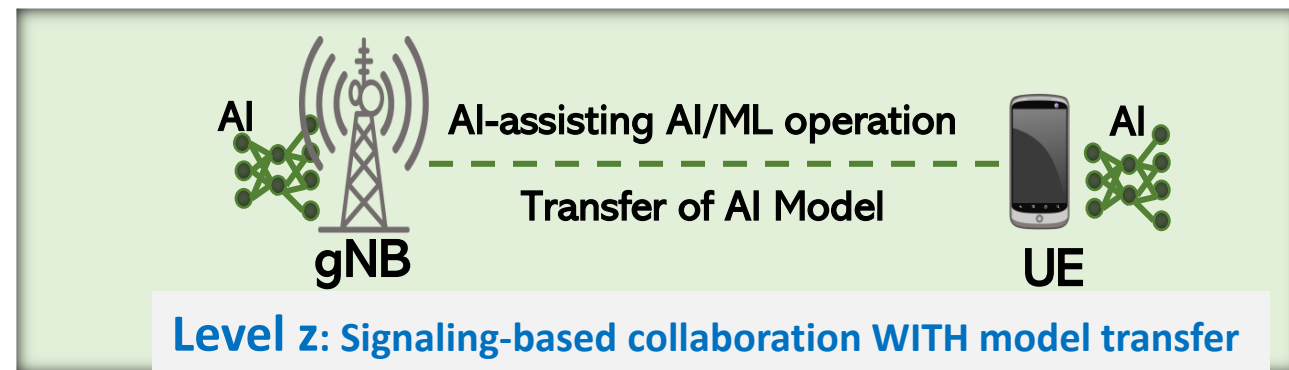 AI
AI-assisting AI/ML operation
AI
Transfer of AI Model
gNB
UE
Level z: Signaling-based collaboration WITH model transfer